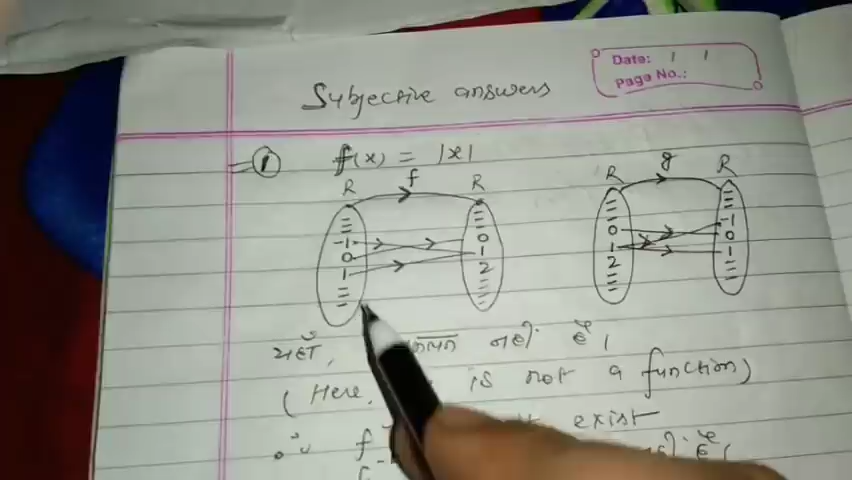 Subjective answers
Date: / /
Page No.:
1 f(x) = |x|
f
g
R R
R R
-1
0
0
-1
0
1
1
0
1
2
2
1
यहाँ, नहीं है।
(Here, is not a function)
exist
∵ f नहीं है।
f⁻